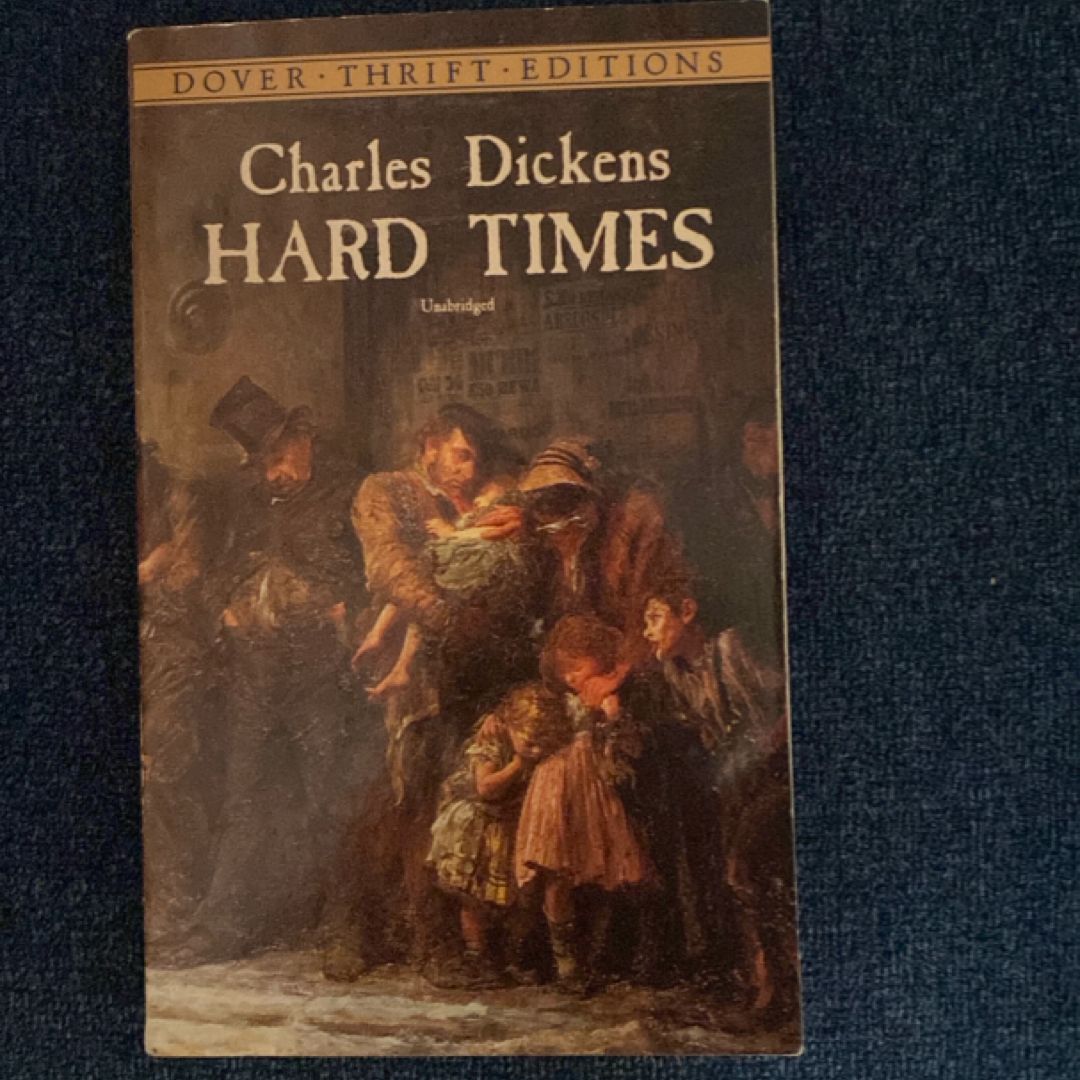 DOVER · THRIFT · EDITIONS
Charles Dickens
HARD TIMES
Unabridged